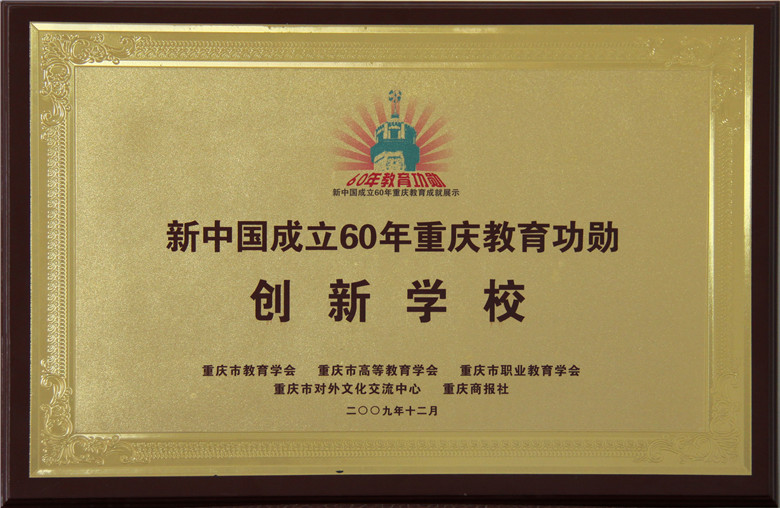 60年教育功勋
新中国成立60年重庆教育成就展示
新中国成立60年重庆教育功勋
创新学校
重庆市教育学会 重庆市高等教育学会 重庆市职业教育学会
重庆市对外文化交流中心 重庆商报社
二〇〇九年十二月